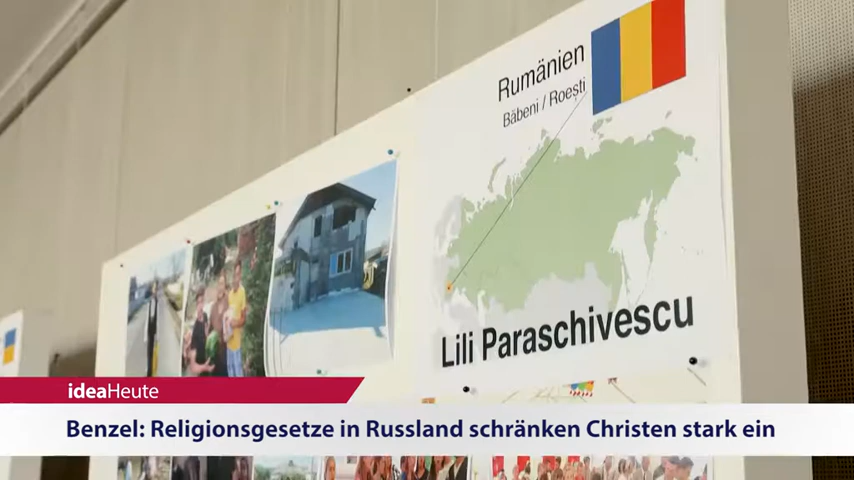 Rumänien
Băbeni / Roești
Lili Paraschivescu
ideaHeute
Benzel: Religionsgesetze in Russland schränken Christen stark ein